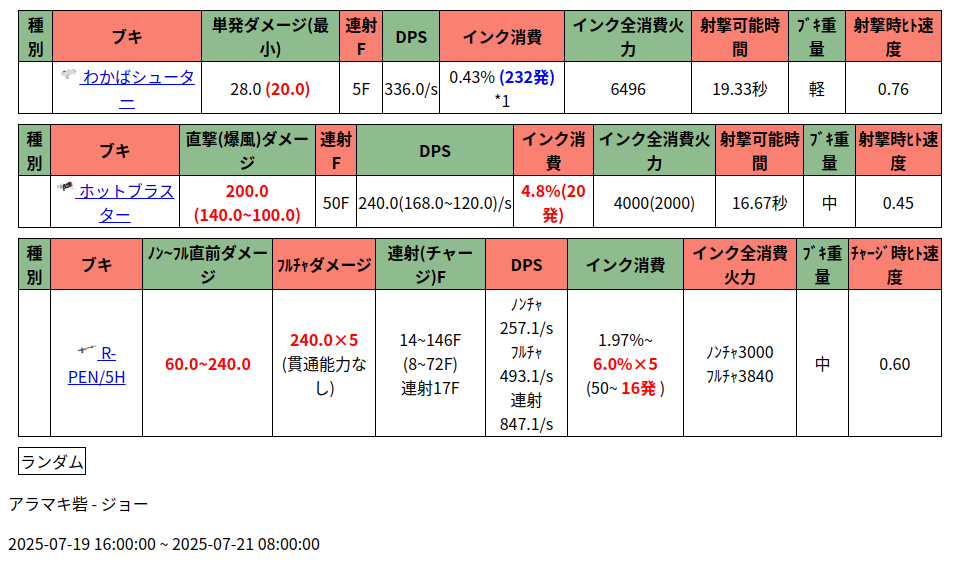 種別 ブキ 単発ダメージ(最小) 連射F DPS インク消費 インク全消費火力 射撃可能時間 ﾌﾞｷ重量 射撃時ﾋﾄ速度
わかばシューター 28.0 (20.0) 5F 336.0/s 0.43% (232発) *1 6496 19.33秒 軽 0.76
種別 ブキ 直撃(爆風)ダメージ 連射F DPS インク消費 インク全消費火力 射撃可能時間 ﾌﾞｷ重量 射撃時ﾋﾄ速度
ホットブラスター 200.0 (140.0~100.0) 50F 240.0(168.0~120.0)/s 4.8%(20発) 4000(2000) 16.67秒 中 0.45
種別 ブキ ﾉﾝ~ﾌﾙ直前ダメージ ﾌﾙﾁｬダメージ 連射(チャージ)F DPS インク消費 インク全消費火力 ﾌﾞｷ重量 ﾁｬｰｼﾞ時ﾋﾄ速度
R-PEN/5H 60.0~240.0 240.0×5 (貫通能力なし) 14~146F (8~72F) 連射17F ﾉﾝﾁｬ 257.1/s ﾌﾙﾁｬ 493.1/s 連射 847.1/s 1.97%~ 6.0%×5 (50~ 16発 ) ﾉﾝﾁｬ3000 ﾌﾙﾁｬ3840 中 0.60
ランダム
アラマキ砦 - ジョー
2025-07-19 16:00:00 ~ 2025-07-21 08:00:00